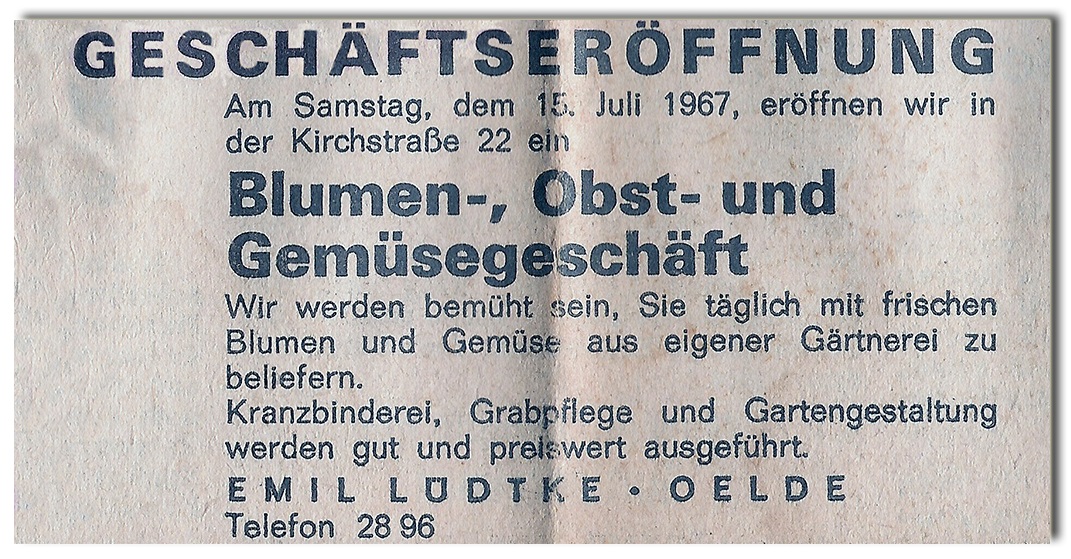 GESCHÄFTSERÖFFNUNG
Am Samstag, dem 15. Juli 1967, eröffnen wir in
der Kirchstraße 22 ein
Blumen-, Obst- und
Gemüsegeschäft
Wir werden bemüht sein, Sie täglich mit frischen
Blumen und Gemüse aus eigener Gärtnerei zu
beliefern.
Kranzbinderei, Grabpflege und Gartengestaltung
werden gut und preiswert ausgeführt.
EMIL LÜDTKE · OELDE
Telefon 28 96